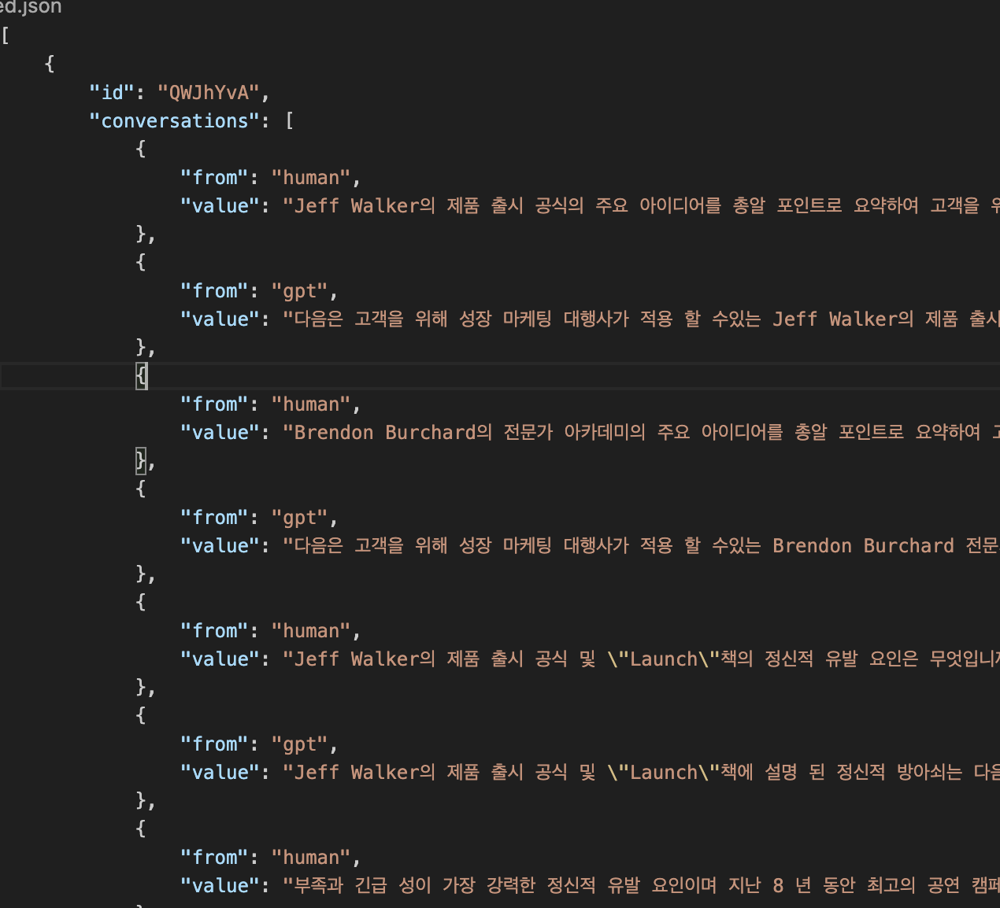 ed.json
[
{
"id": "QWJhYvA",
"conversations": [
{
"from": "human",
"value": "Jeff Walker의 제품 출시 공식의 주요 아이디어를 총알 포인트로 요약하여 고객을
},
{
"from": "gpt",
"value": "다음은 고객을 위해 성장 마케팅 대행사가 적용 할 수있는 Jeff Walker의 제품 출시
},
{
"from": "human",
"value": "Brendon Burchard의 전문가 아카데미의 주요 아이디어를 총알 포인트로 요약하여
},
{
"from": "gpt",
"value": "다음은 고객을 위해 성장 마케팅 대행사가 적용 할 수있는 Brendon Burchard 전문
},
{
"from": "human",
"value": "Jeff Walker의 제품 출시 공식 및 \"Launch\"책의 정신적 유발 요인은 무엇입니까
},
{
"from": "gpt",
"value": "Jeff Walker의 제품 출시 공식 및 \"Launch\"책에 설명 된 정신적 방아쇠는 다음
},
{
"from": "human",
"value": "부족과 긴급 성이 가장 강력한 정신적 유발 요인이며 지난 8 년 동안 최고의 공연 캠페